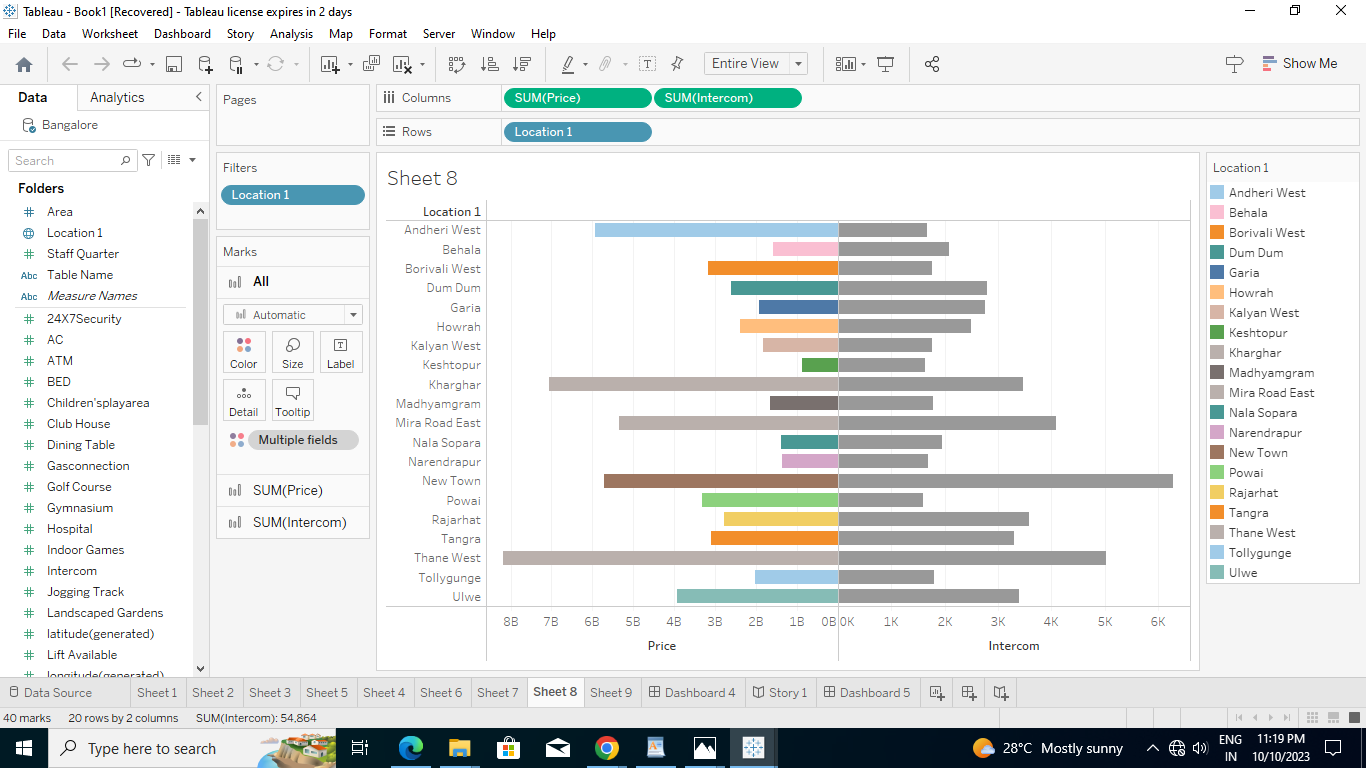 Tableau - Book1 [Recovered] - Tableau license expires in 2 days
File Data Worksheet Dashboard Story Analysis Map Format Server Window Help
Entire View
Show Me
Data Analytics
Bangalore
Search
Folders
Area
Location 1
Staff Quarter
Abc Table Name
Abc Measure Names
24X7Security
AC
ATM
BED
Children'splayarea
Club House
Dining Table
Gasconnection
Golf Course
Gymnasium
Hospital
Indoor Games
Intercom
Jogging Track
Landscaped Gardens
latitude(generated)
Lift Available
longitude(generated)
Pages
Filters
Location 1
Marks
All
Automatic
Color Size Label
Detail Tooltip
Multiple fields
SUM(Price)
SUM(Intercom)
Columns SUM(Price) SUM(Intercom)
Rows Location 1
Sheet 8
Location 1
Andheri West
Behala
Borivali West
Dum Dum
Garia
Howrah
Kalyan West
Keshtopur
Kharghar
Madhyamgram
Mira Road East
Nala Sopara
Narendrapur
New Town
Powai
Rajarhat
Tangra
Thane West
Tollygunge
Ulwe
8B 7B 6B 5B 4B 3B 2B 1B 0B 0K 1K 2K 3K 4K 5K 6K
Price Intercom
Location 1
Andheri West
Behala
Borivali West
Dum Dum
Garia
Howrah
Kalyan West
Keshtopur
Kharghar
Madhyamgram
Mira Road East
Nala Sopara
Narendrapur
New Town
Powai
Rajarhat
Tangra
Thane West
Tollygunge
Ulwe
Data Source Sheet 1 Sheet 2 Sheet 3 Sheet 5 Sheet 4 Sheet 6 Sheet 7 Sheet 8 Sheet 9 Dashboard 4 Story 1 Dashboard 5
40 marks 20 rows by 2 columns SUM(Intercom): 54,864
Type here to search
28°C Mostly sunny
ENG
IN
11:19 PM
10/10/2023